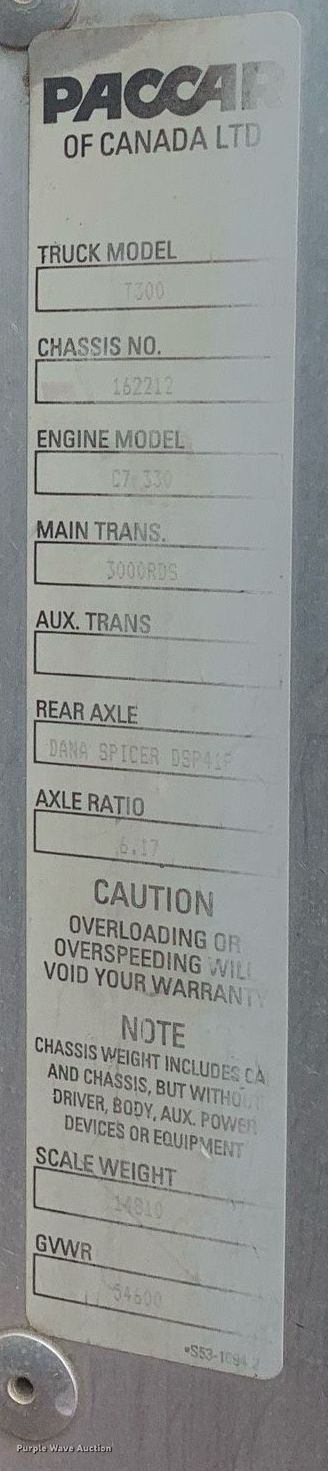 PACCAR
OF CANADA LTD
TRUCK MODEL
T300
CHASSIS NO.
162212
ENGINE MODEL
C7 330
MAIN TRANS.
3000RDS
AUX. TRANS
REAR AXLE
DANA SPICER DSP41P
AXLE RATIO
6.17
CAUTION
OVERLOADING OR
OVERSPEEDING WILL
VOID YOUR WARRANTY
NOTE
CHASSIS WEIGHT INCLUDES CA
AND CHASSIS, BUT WITHOUT
DRIVER, BODY, AUX. POWER
DEVICES OR EQUIPMENT
SCALE WEIGHT
14810
GVWR
54600
Purple Wave Auction